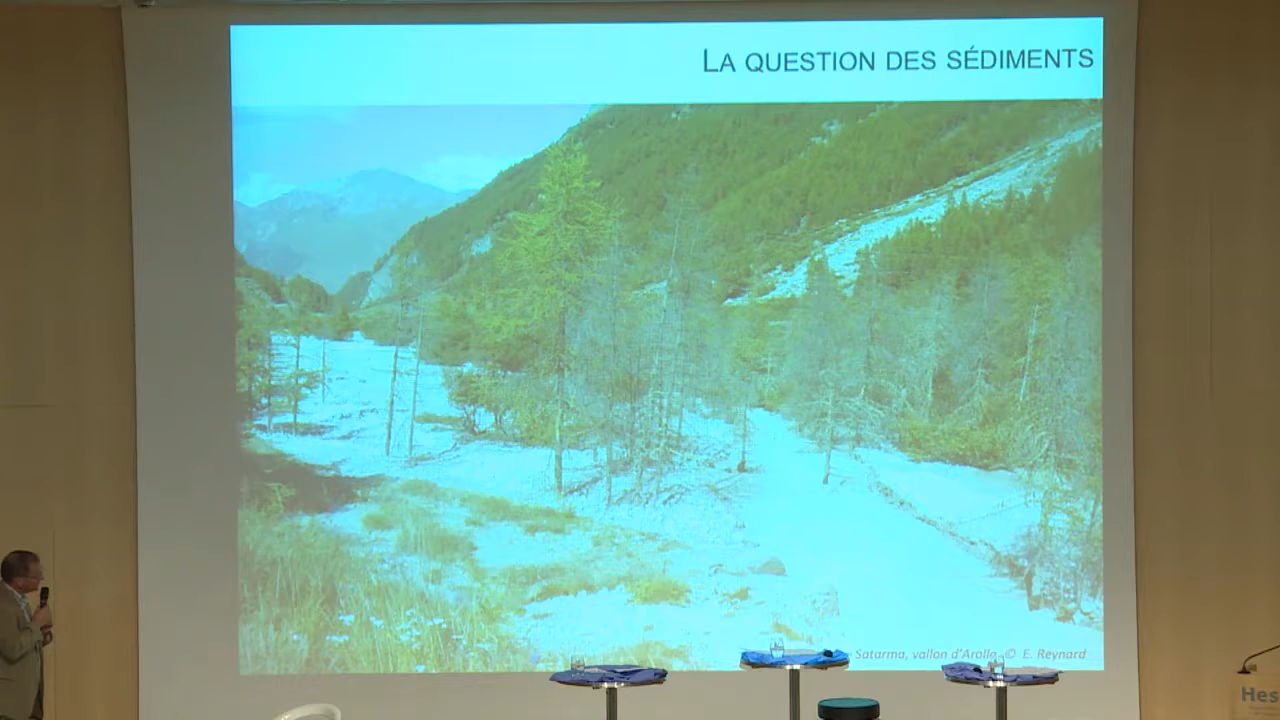 LA QUESTION DES SÉDIMENTS
Satarma, vallon d'Arolla, © E. Reynard
Hes